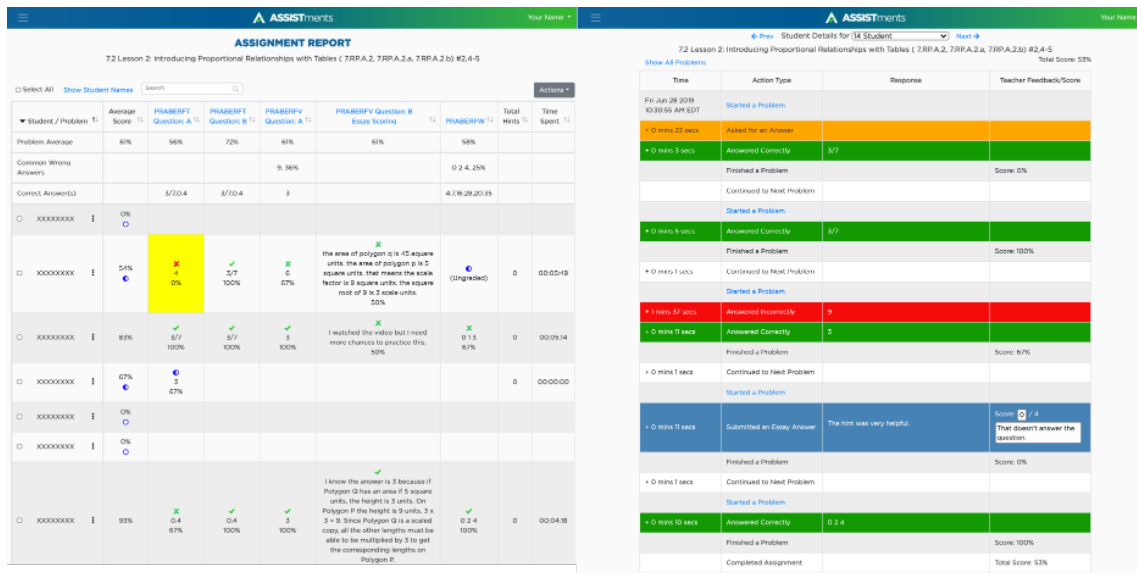 ASSISTments
Your Name
ASSIGNMENT REPORT
7.2 Lesson 2: Introducing Proportional Relationships with Tables ( 7.RP.A.2, 7.RP.A.2.a, 7.RP.A.2.b) #2,4-5
Select All Show Student Names Search Actions
Student / Problem Average Score PRABERFT Question: A PRABERFT Question: B PRABERFV Question: A PRABERFV Question: B Essay Scoring PRABERFW Total Hints Time Spent
Problem Average 61% 56% 72% 61% 61% 58%
Common Wrong Answers 9, 36% 0 2 4, 25%
Correct Answer(s) 3/7,0.4 3/7,0.4 3 4,7,16,28,20,35
XXXXXXXX 0%
XXXXXXXX 54% 4 0% 3/7 100% 6 67%
the area of polygon q is 45 square
units. the area of polygon p is 5
square units. that means the scale
factor is 9 square units. the square
root of 9 is 3 scale units.
50%
(Ungraded) 0 00:05:49
XXXXXXXX 83% 3/7 100% 3/7 100% 3 100%
I watched the video but I need
more chances to practice this.
50%
0 1 3 67% 0 00:05:14
XXXXXXXX 67% 3 67% 0 00:00:00
XXXXXXXX 0%
XXXXXXXX 0%
XXXXXXXX 93% 0.4 67% 0.4 100% 3 100%
I know the answer is 3 because if
Polygon Q has an area if 5 square
units, the height is 3 units. On
Polygon P the height is 9 units. 3 x
3 = 9. Since Polygon Q is a scaled
copy, all the other lengths must be
able to be multiplied by 3 to get
the corresponding lengths on
Polygon P.
0 2 4 100% 0 00:04:18
ASSISTments
Your Name
Prev Student Details for 14 Student Next
7.2 Lesson 2: Introducing Proportional Relationships with Tables ( 7.RP.A.2, 7.RP.A.2.a, 7.RP.A.2.b) #2,4-5
Show All Problems Total Score: 53%
Time Action Type Response Teacher Feedback/Score
Fri Jun 28 2019
10:30:55 AM EDT Started a Problem
+ 0 mins 22 secs Asked for an Answer
+ 0 mins 3 secs Answered Correctly 3/7
Finished a Problem Score: 0%
Continued to Next Problem
Started a Problem
+ 0 mins 5 secs Answered Correctly 3/7
Finished a Problem Score: 100%
+ 0 mins 1 secs Continued to Next Problem
Started a Problem
+ 1 mins 37 secs Answered Incorrectly 9
+ 0 mins 11 secs Answered Correctly 3
Finished a Problem Score: 67%
+ 0 mins 1 secs Continued to Next Problem
Started a Problem
+ 0 mins 11 secs Submitted an Essay Answer The hint was very helpful. Score: 0 / 4
That doesn't answer the
question.
Finished a Problem Score: 0%
+ 0 mins 1 secs Continued to Next Problem
Started a Problem
+ 0 mins 10 secs Answered Correctly 0 2 4
Finished a Problem Score: 100%
Completed Assignment Total Score: 53%